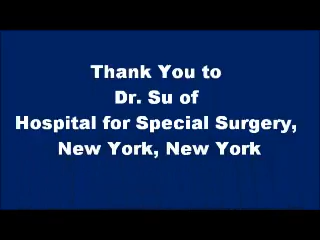 Thank You to
Dr. Su of
Hospital for Special Surgery,
New York, New York